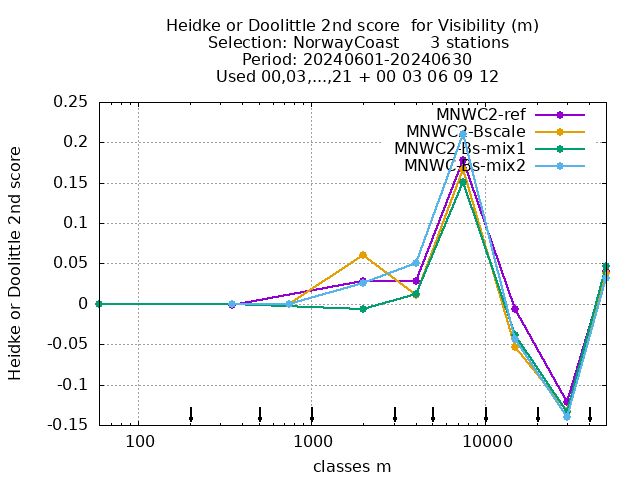 Heidke or Doolittle 2nd score  for Visibility (m)
Selection: NorwayCoast      3 stations
Period: 20240601-20240630
Used 00,03,...,21 + 00 03 06 09 12
MNWC2-ref
MNWC2-Bscale
MNWC2-Bs-mix1
MNWC-Bs-mix2
Heidke or Doolittle 2nd score
0.25
0.2
0.15
0.1
0.05
0
-0.05
-0.1
-0.15
100
1000
10000
classes m